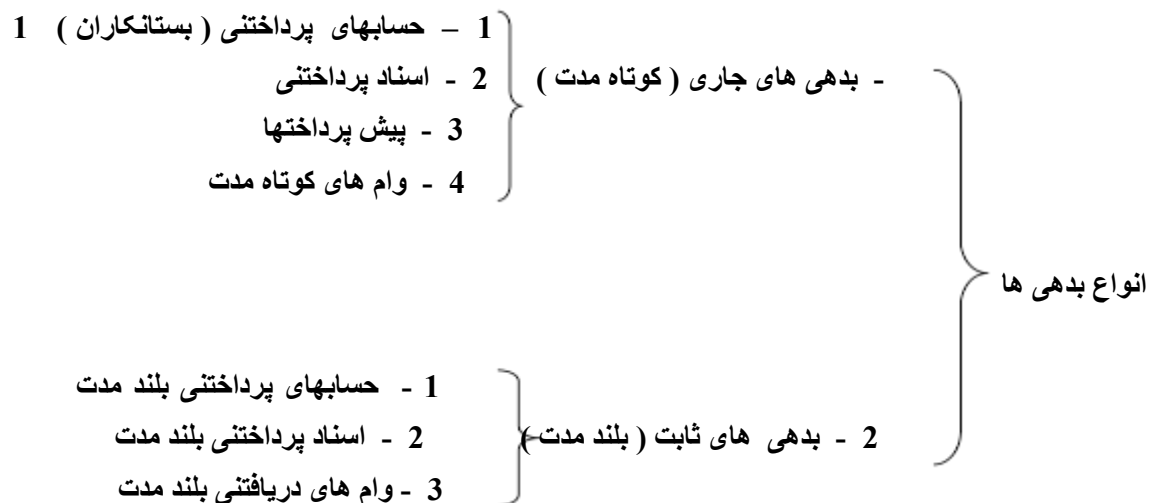 انواع بدهی ها
- بدهی های جاری ( کوتاه مدت )
1 – حسابهای پرداختنی ( بستانکاران ) 1
2 - اسناد پرداختنی
3 - پیش پرداختها
4 - وام های کوتاه مدت
2 - بدهی های ثابت ( بلند مدت )
1 - حسابهای پرداختنی بلند مدت
2 - اسناد پرداختنی بلند مدت
3 - وام های دریافتنی بلند مدت